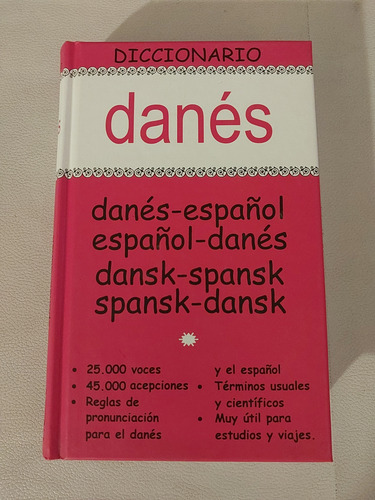 DICCIONARIO
danés
danés-español
español-danés
dansk-spansk
spansk-dansk
• 25.000 voces
• 45.000 acepciones
• Reglas de
pronunciación
para el danés
y el español
• Términos usuales
y científicos
• Muy útil para
estudios y viajes.